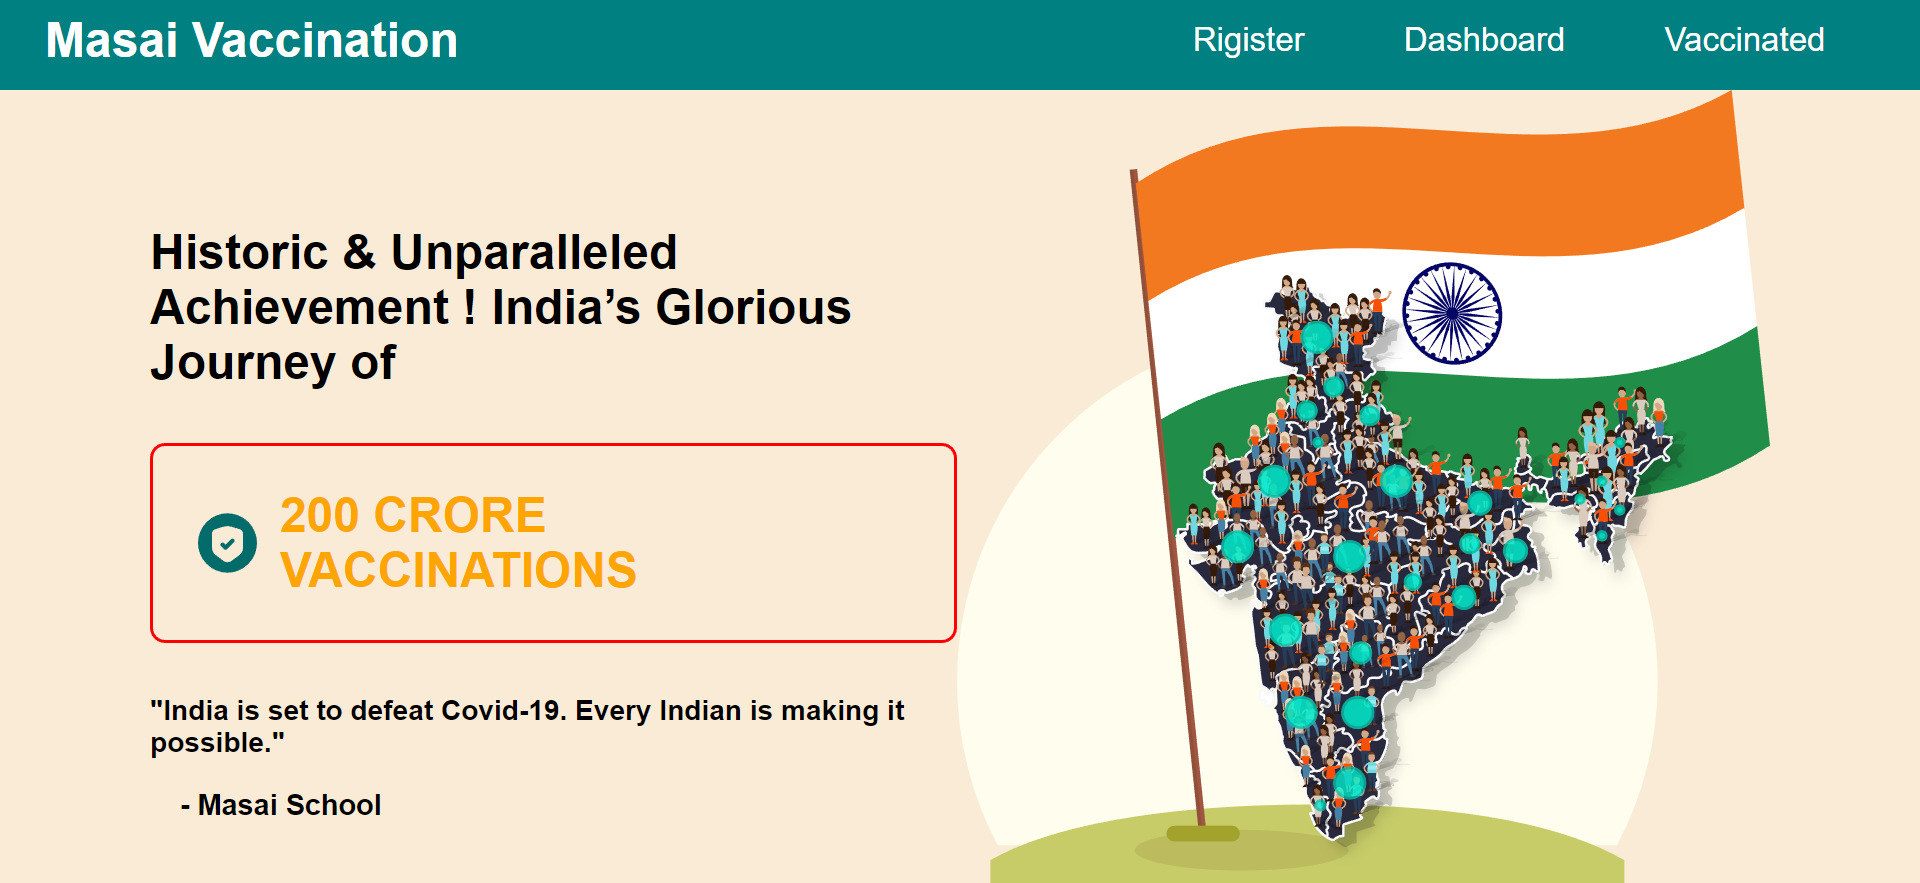 Masai Vaccination
Rigister
Dashboard
Vaccinated
Historic & Unparalleled
Achievement ! India’s Glorious
Journey of
200 CRORE
VACCINATIONS
"India is set to defeat Covid-19. Every Indian is making it
possible."
- Masai School